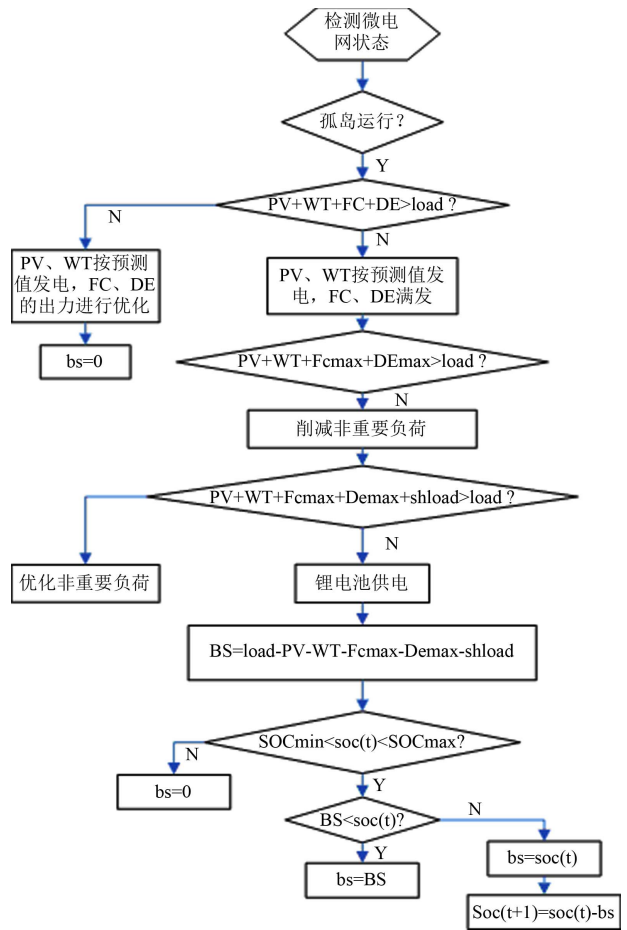 检测微电
网状态
孤岛运行?
Y
PV+WT+FC+DE>load ?
N
N
PV、WT按预测
值发电，FC、DE
的出力进行优化
PV、WT按预测值发
电，FC、DE满发
bs=0
PV+WT+Fcmax+DEmax>load ?
N
削减非重要负荷
PV+WT+Fcmax+Demax+shload>load ?
N
优化非重要负荷
锂电池供电
BS=load-PV-WT-Fcmax-Demax-shload
SOCmin<soc(t)<SOCmax?
N
Y
bs=0
BS<soc(t)?
N
Y
bs=soc(t)
bs=BS
Soc(t+1)=soc(t)-bs